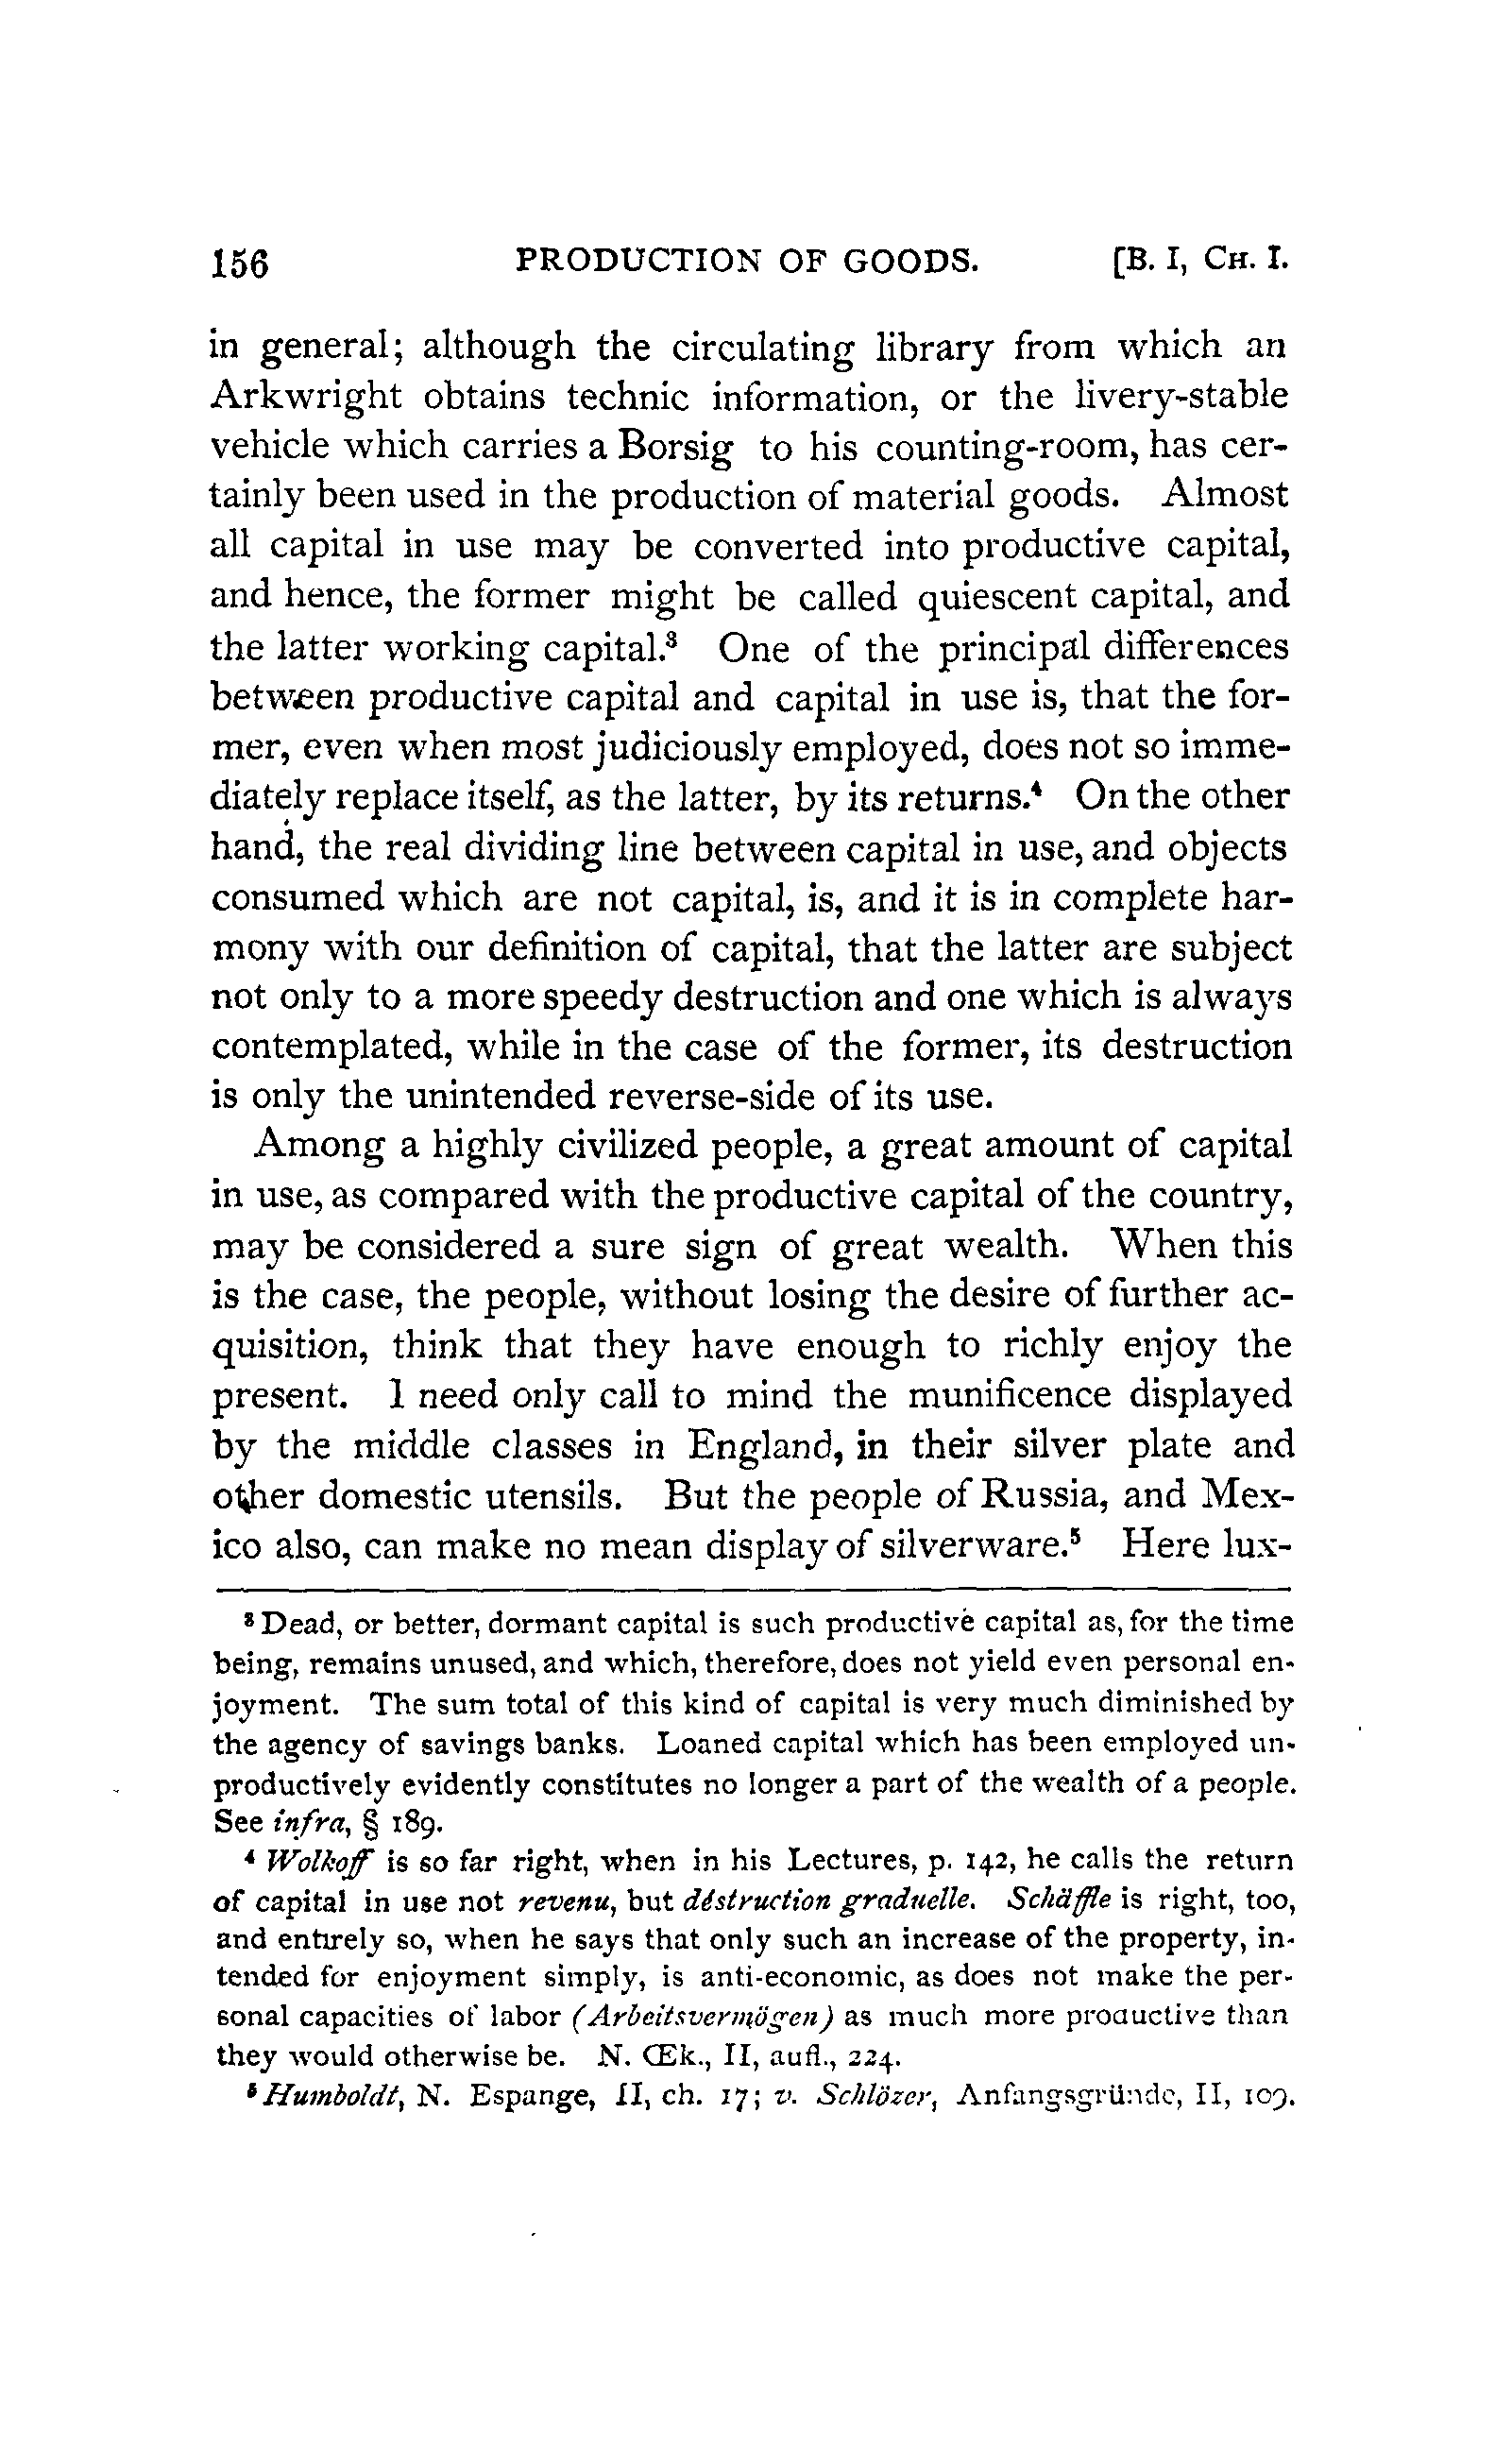 156 PRODUCTION OF GOODS. [B. I, CH. I.
in general; although the circulating library from which an
Arkwright obtains technic information, or the livery-stable
vehicle which carries a Borsig to his counting-room, has cer-
tainly been used in the production of material goods. Almost
all capital in use may be converted into productive capital,
and hence, the former might be called quiescent capital, and
the latter working capital.³ One of the principal differences
between productive capital and capital in use is, that the for-
mer, even when most judiciously employed, does not so imme-
diately replace itself, as the latter, by its returns.⁴ On the other
hand, the real dividing line between capital in use, and objects
consumed which are not capital, is, and it is in complete har-
mony with our definition of capital, that the latter are subject
not only to a more speedy destruction and one which is always
contemplated, while in the case of the former, its destruction
is only the unintended reverse-side of its use.
Among a highly civilized people, a great amount of capital
in use, as compared with the productive capital of the country,
may be considered a sure sign of great wealth. When this
is the case, the people, without losing the desire of further ac-
quisition, think that they have enough to richly enjoy the
present. I need only call to mind the munificence displayed
by the middle classes in England, in their silver plate and
other domestic utensils. But the people of Russia, and Mex-
ico also, can make no mean display of silverware.⁵ Here lux-
³ Dead, or better, dormant capital is such productive capital as, for the time
being, remains unused, and which, therefore, does not yield even personal en-
joyment. The sum total of this kind of capital is very much diminished by
the agency of savings banks. Loaned capital which has been employed un-
productively evidently constitutes no longer a part of the wealth of a people.
See infra, § 189.
⁴ Wolkoff is so far right, when in his Lectures, p. 142, he calls the return
of capital in use not revenu, but déstruction graduelle. Schäffle is right, too,
and entirely so, when he says that only such an increase of the property, in-
tended for enjoyment simply, is anti-economic, as does not make the per-
sonal capacities of labor (Arbeitsvermögen) as much more productive than
they would otherwise be. N. Œk., II, aufl., 224.
⁵ Humboldt, N. Espange, II, ch. 17; v. Schlözer, Anfangsgründe, II, 109.